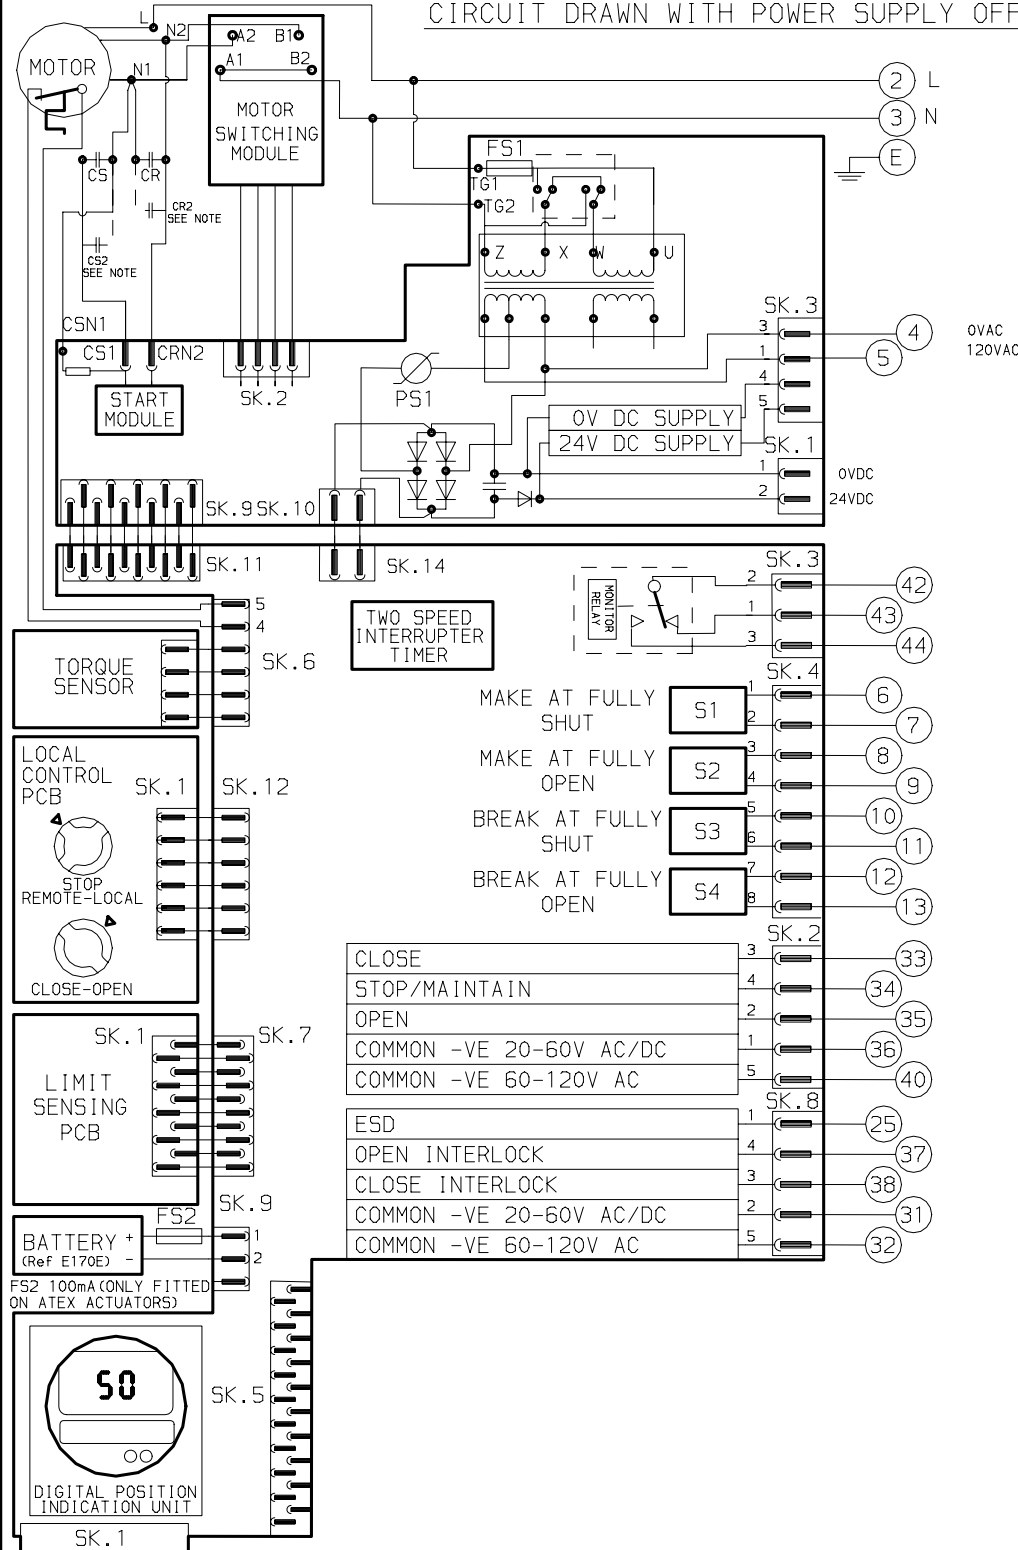 CIRCUIT DRAWN WITH POWER SUPPLY OFF
L
N2
A2 B1
A1 B2
MOTOR
N1
MOTOR
SWITCHING
MODULE
2 L
3 N
E
FS1
TG1
TG2
CS
CR
CR2
SEE NOTE
CS2
SEE NOTE
Z X W U
CSN1
CS1 CRN2
START
MODULE
SK.2
PS1
SK.3
3
4
0VAC
1
5
120VAC
4
5
0V DC SUPPLY
24V DC SUPPLY
SK.1
1
0VDC
2
24VDC
SK.9 SK.10
SK.11
SK.14
5
4
TWO SPEED
INTERRUPTER
TIMER
MONITOR
RELAY
SK.3
2
42
1
43
3
44
TORQUE
SENSOR
SK.6
SK.4
MAKE AT FULLY
SHUT
S1
1
6
2
7
MAKE AT FULLY
OPEN
S2
3
8
4
9
BREAK AT FULLY
SHUT
S3
5
10
6
11
BREAK AT FULLY
OPEN
S4
7
12
8
13
LOCAL
CONTROL
PCB
SK.1
SK.12
STOP
REMOTE-LOCAL
CLOSE-OPEN
SK.2
CLOSE 3 33
STOP/MAINTAIN 4 34
OPEN 2 35
COMMON -VE 20-60V AC/DC 1 36
COMMON -VE 60-120V AC 5 40
SK.8
ESD 1 25
OPEN INTERLOCK 4 37
CLOSE INTERLOCK 3 38
COMMON -VE 20-60V AC/DC 2 31
COMMON -VE 60-120V AC 5 32
LIMIT
SENSING
PCB
SK.1
SK.7
SK.9
BATTERY + -
(Ref E170E)
FS2
1
2
FS2 100mA(ONLY FITTED
ON ATEX ACTUATORS)
50
SK.5
DIGITAL POSITION
INDICATION UNIT
SK.1